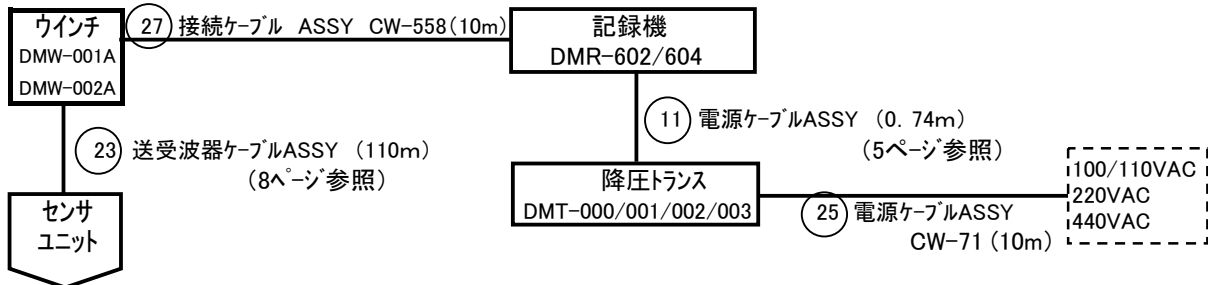 ウインチ
DMW-001A
DMW-002A
27 接続ケーブル ASSY CW-558(10m)
記録機
DMR-602/604
11 電源ケーブルASSY (0.74m)
(5ページ参照)
23 送受波器ケーブルASSY (110m)
(8ページ参照)
センサ
ユニット
降圧トランス
DMT-000/001/002/003
25 電源ケーブルASSY
CW-71(10m)
100/110VAC
220VAC
440VAC